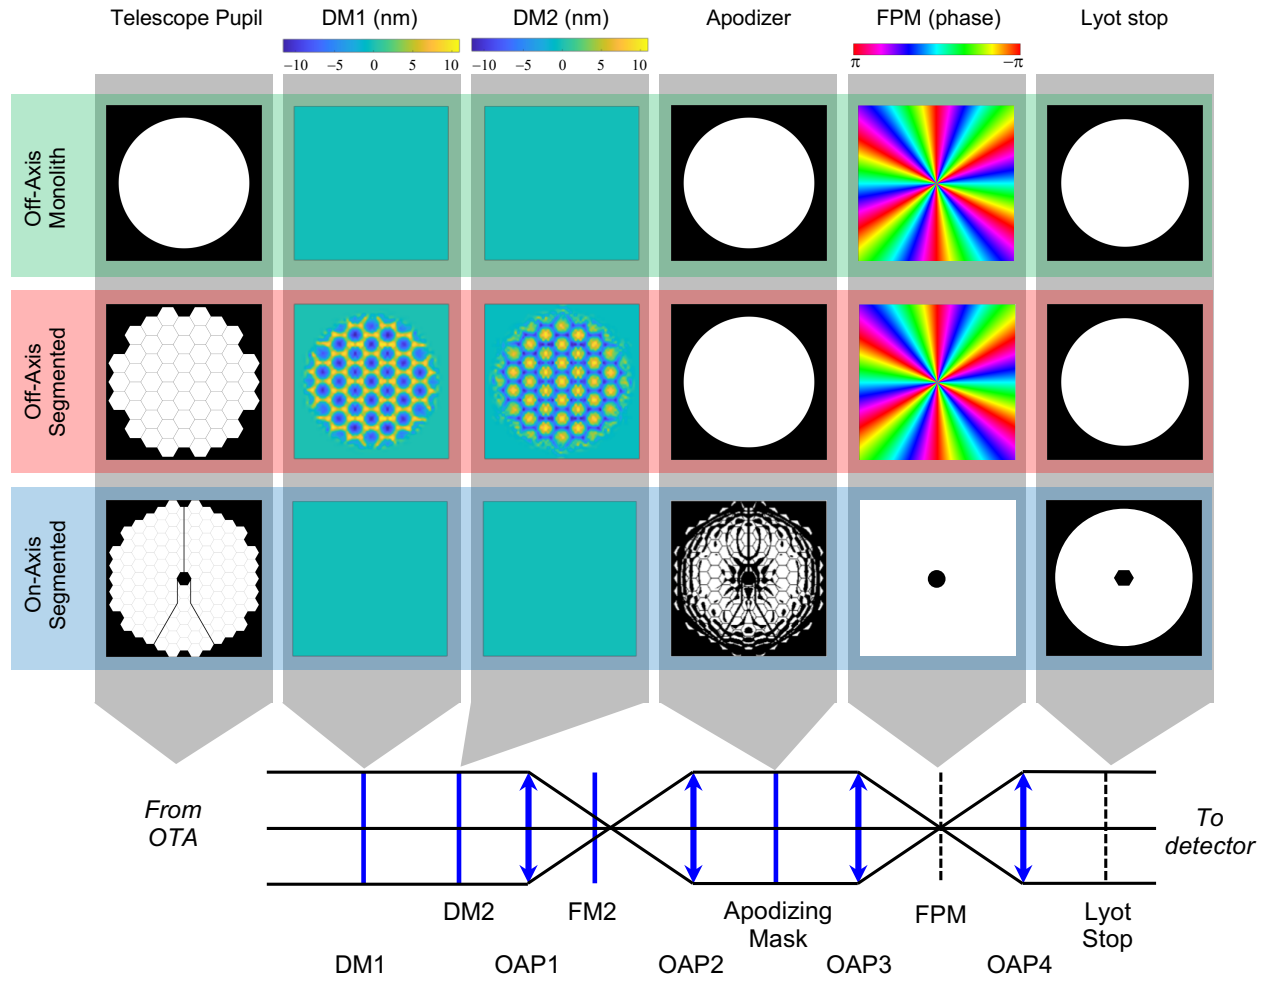 Telescope Pupil
DM1 (nm)
DM2 (nm)
Apodizer
FPM (phase)
Lyot stop
−10 −5 0 5 10
−10 −5 0 5 10
π −π
Off-Axis
Monolith
Off-Axis
Segmented
On-Axis
Segmented
From
OTA
To
detector
DM2
FM2
Apodizing
Mask
FPM
Lyot
Stop
DM1
OAP1
OAP2
OAP3
OAP4